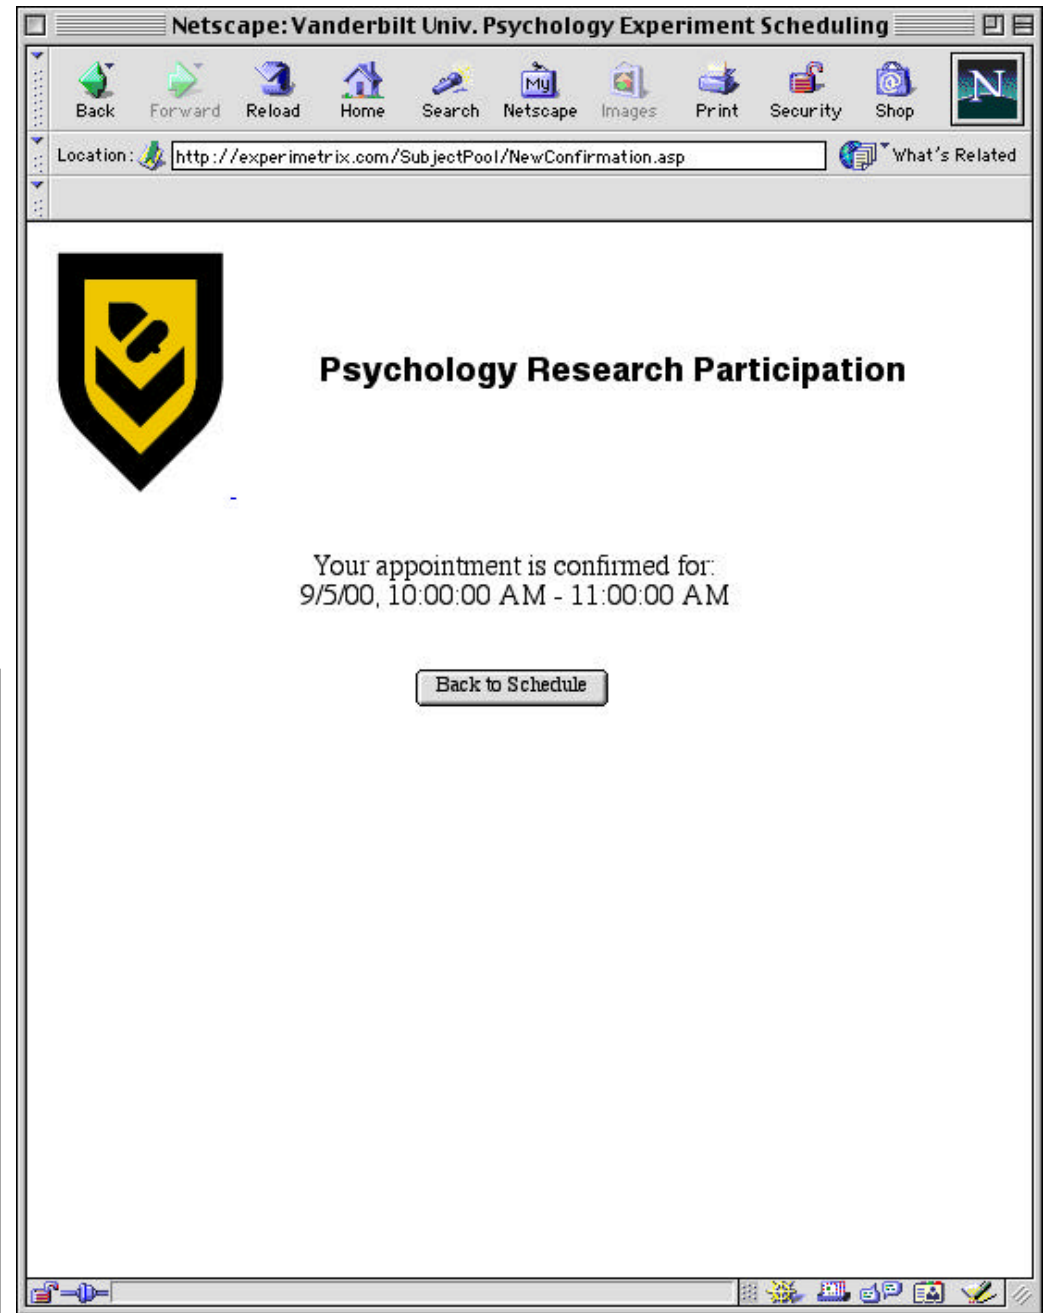 Netscape: Vanderbilt Univ. Psychology Experiment Scheduling
Back Forward Reload Home Search Netscape Images Print Security Shop
My
N
Location: http://experimetrix.com/SubjectPool/NewConfirmation.asp What's Related
Psychology Research Participation
Your appointment is confirmed for:
9/5/00, 10:00:00 AM - 11:00:00 AM
Back to Schedule